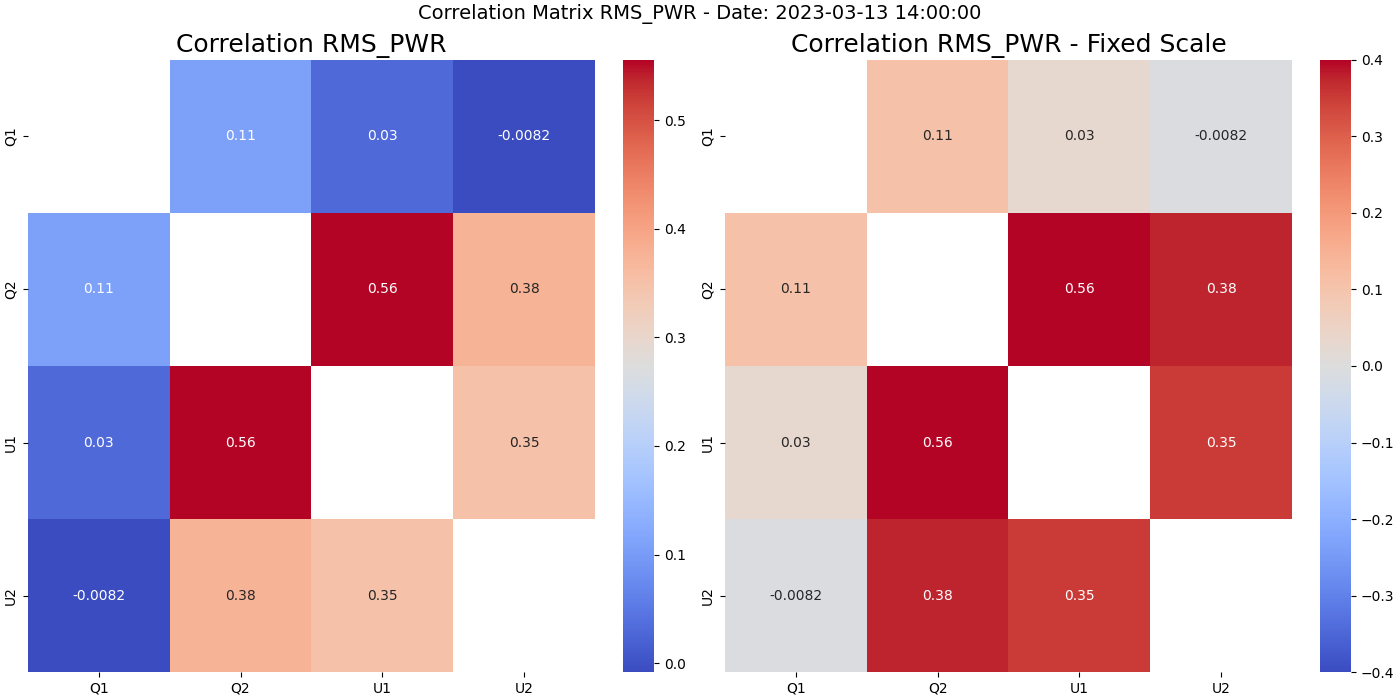 Correlation Matrix RMS_PWR - Date: 2023-03-13 14:00:00
Correlation RMS_PWR
Q1
0.11
0.03
-0.0082
Q2
0.11
0.56
0.38
U1
0.03
0.56
0.35
U2
-0.0082
0.38
0.35
Q1
Q2
U1
U2
0.5
0.4
0.3
0.2
0.1
0.0
Correlation RMS_PWR - Fixed Scale
Q1
0.11
0.03
-0.0082
Q2
0.11
0.56
0.38
U1
0.03
0.56
0.35
U2
-0.0082
0.38
0.35
Q1
Q2
U1
U2
0.4
0.3
0.2
0.1
0.0
−0.1
−0.2
−0.3
−0.4